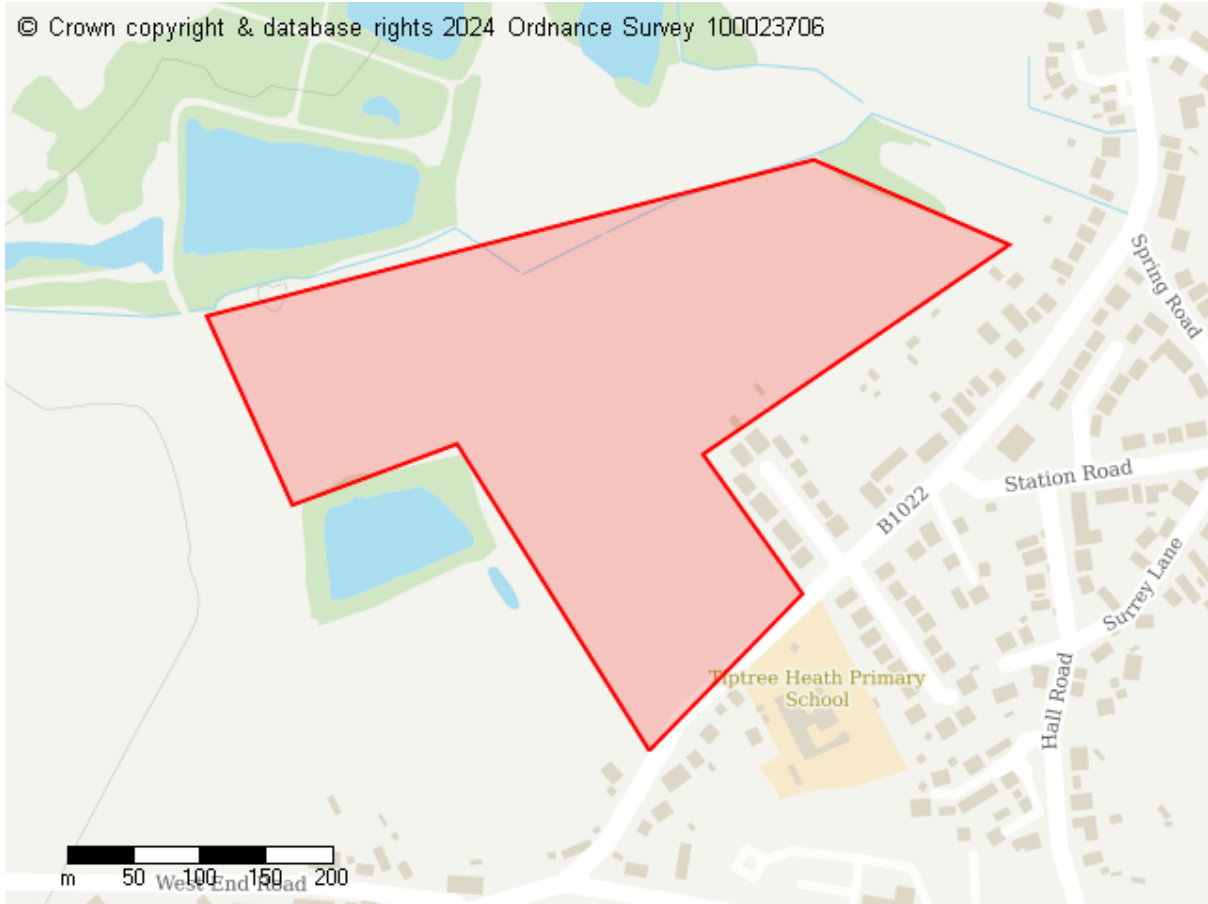 © Crown copyright & database rights 2024 Ordnance Survey 100023706
Spring Road
Station Road
B1022
Surrey Lane
Tiptree Heath Primary
School
Hall Road
m 50 100 150 200
West End Road